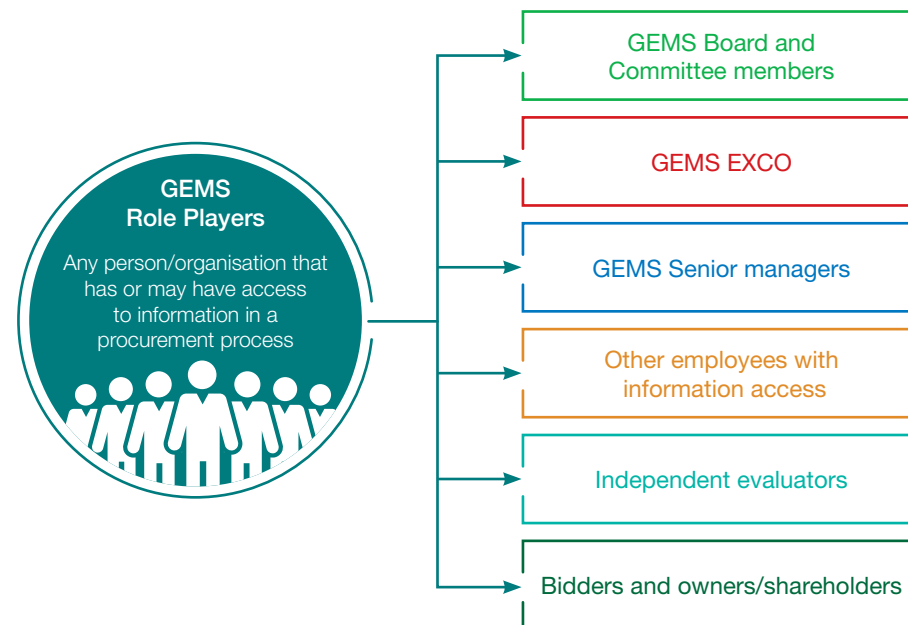 GEMS
Role Players
Any person/organisation that
has or may have access
to information in a
procurement process
GEMS Board and
Committee members
GEMS EXCO
GEMS Senior managers
Other employees with
information access
Independent evaluators
Bidders and owners/shareholders